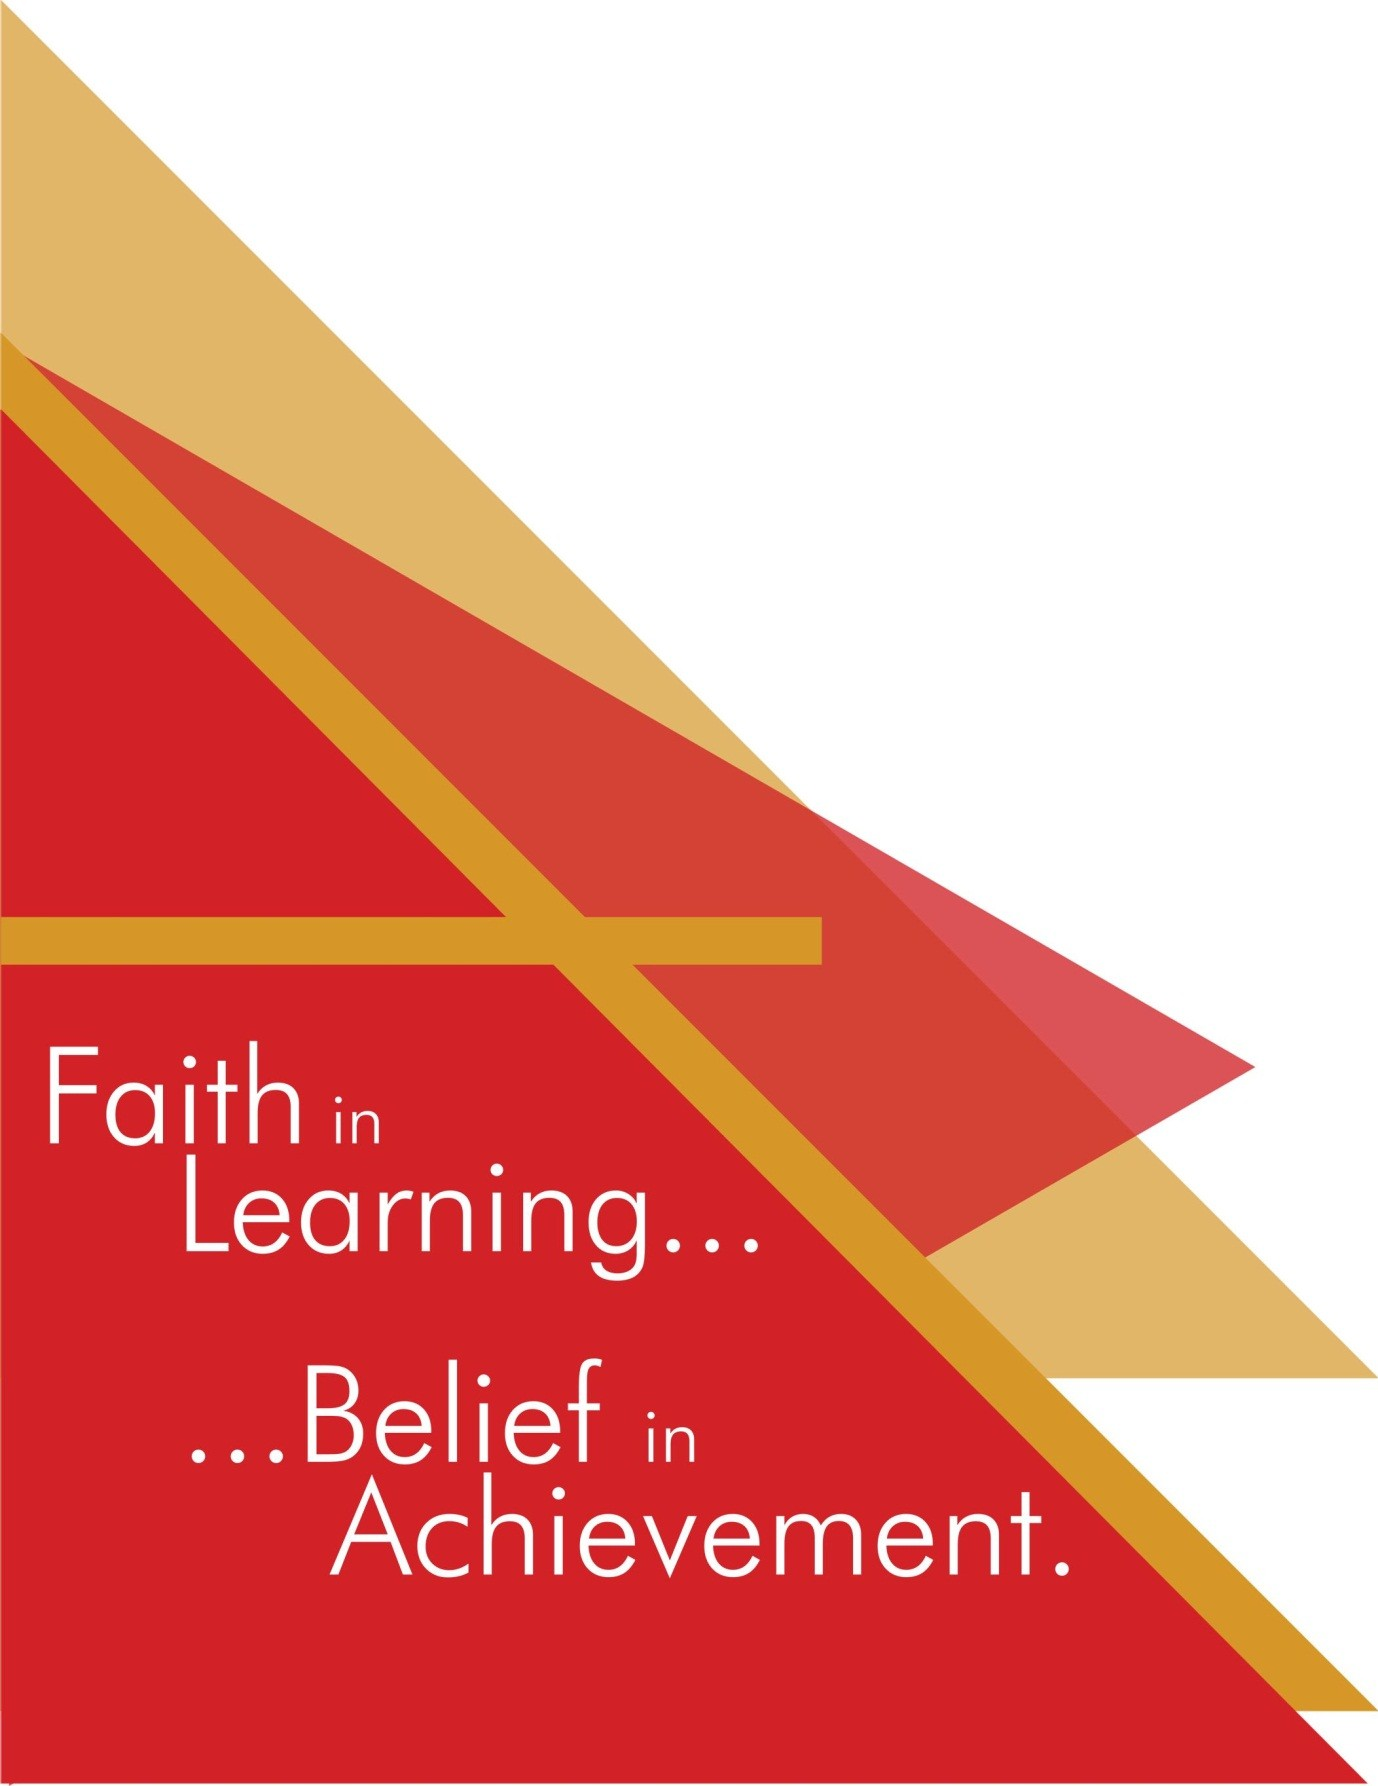 Faith in
Learning...
...Belief in
Achievement.